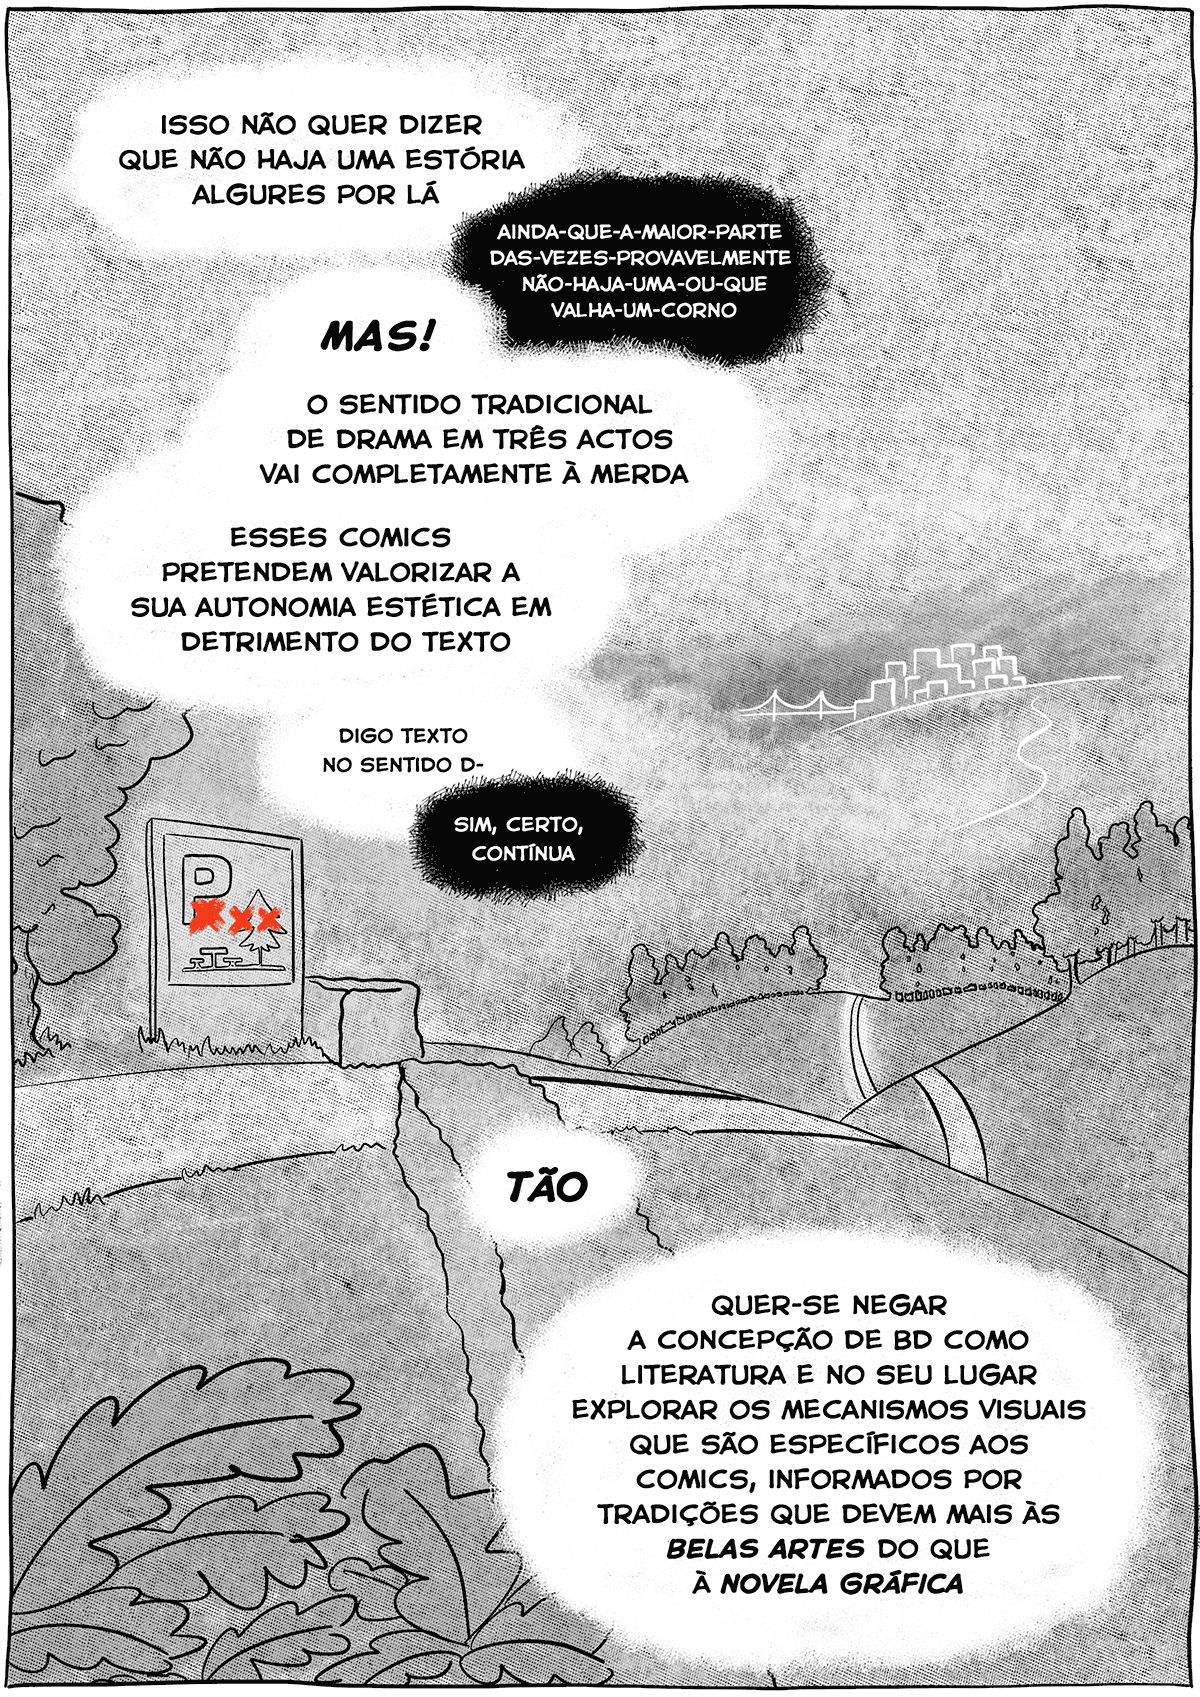 ISSO NÃO QUER DIZER
QUE NÃO HAJA UMA ESTÓRIA
ALGURES POR LÁ
AINDA-QUE-A-MAIOR-PARTE
DAS-VEZES-PROVAVELMENTE
NÃO-HAJA-UMA-OU-QUE
VALHA-UM-CORNO
MAS!
O SENTIDO TRADICIONAL
DE DRAMA EM TRÊS ACTOS
VAI COMPLETAMENTE À MERDA
ESSES COMICS
PRETENDEM VALORIZAR A
SUA AUTONOMIA ESTÉTICA EM
DETRIMENTO DO TEXTO
DIGO TEXTO
NO SENTIDO D-
SIM, CERTO,
CONTÍNUA
P
xxx
TÃO
QUER-SE NEGAR
A CONCEPÇÃO DE BD COMO
LITERATURA E NO SEU LUGAR
EXPLORAR OS MECANISMOS VISUAIS
QUE SÃO ESPECÍFICOS AOS
COMICS, INFORMADOS POR
TRADIÇÕES QUE DEVEM MAIS ÀS
BELAS ARTES DO QUE
À NOVELA GRÁFICA